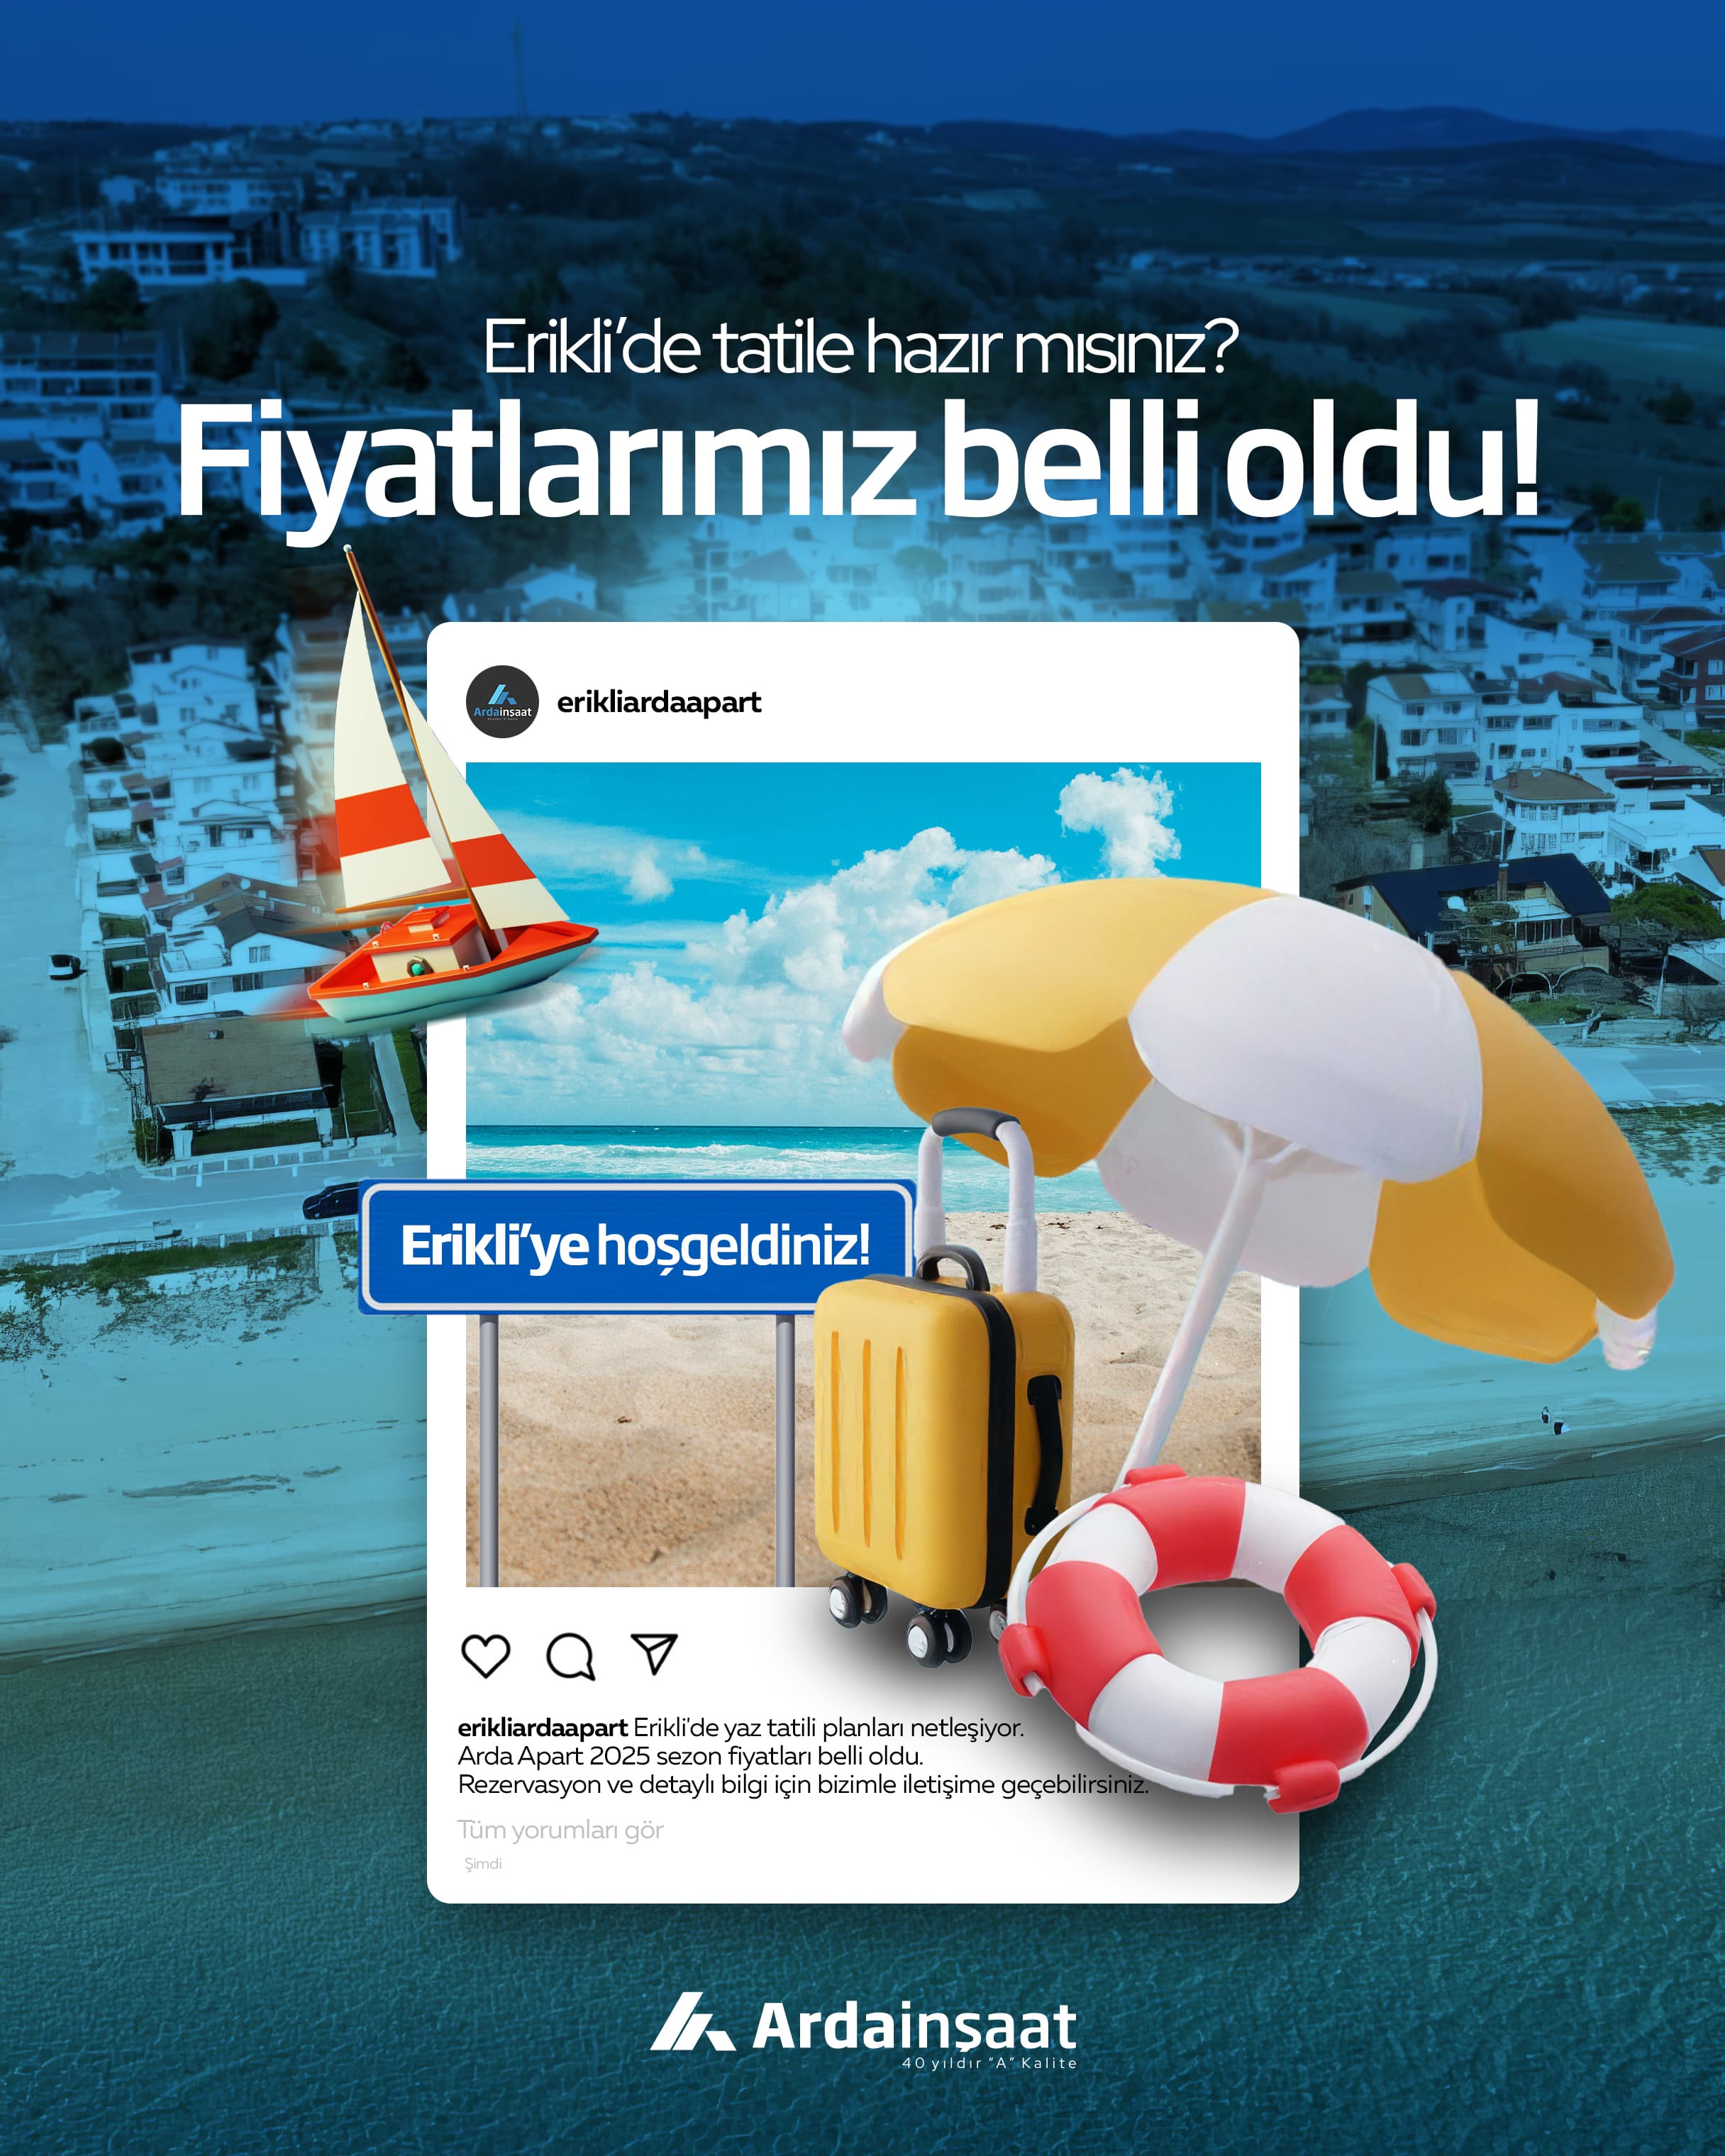 Erikli’de tatile hazır mısınız?
Fiyatlarımız belli oldu!
Ardainsaat
erikliardaapart
Erikli’ye hoşgeldiniz!
erikliardaapart Erikli'de yaz tatili planları netleşiyor.
Arda Apart 2025 sezon fiyatları belli oldu.
Rezervasyon ve detaylı bilgi için bizimle iletişime geçebilirsiniz.
Tüm yorumları gör
Şimdi
Ardainşaat
40 yıldır “A” Kalite